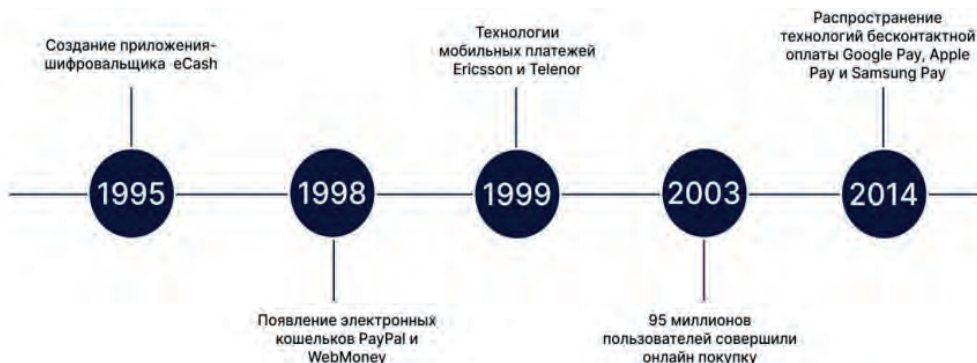 Создание приложения-
шифровальщика eCash
Технологии
мобильных платежей
Ericsson и Telenor
Распространение
технологий бесконтактной
оплаты Google Pay, Apple
Pay и Samsung Pay
1995
1998
1999
2003
2014
Появление электронных
кошельков PayPal и
WebMoney
95 миллионов
пользователей совершили
онлайн покупку